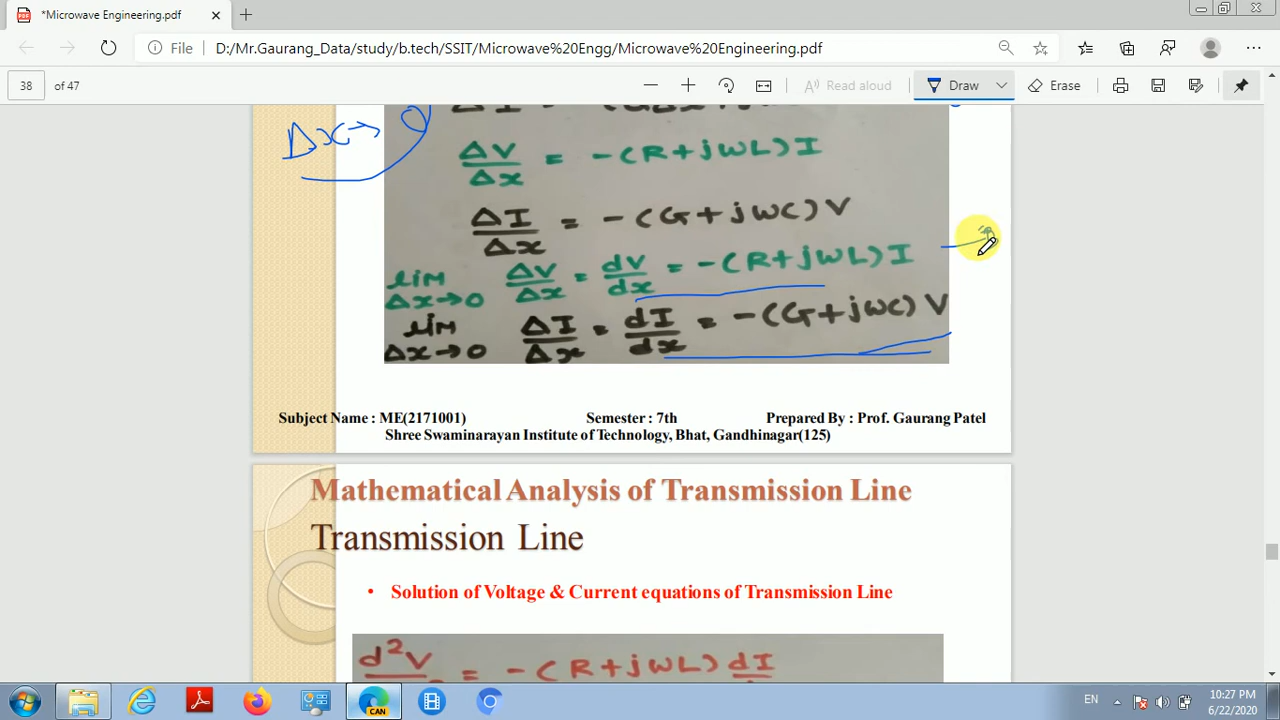 *Microwave Engineering.pdf
File D:/Mr.Gaurang_Data/study/b.tech/SSIT/Microwave%20Engg/Microwave%20Engineering.pdf
38 of 47 Read aloud Draw Erase
Δx→0
ΔV/Δx = -(R+jωL)I
ΔI/Δx = -(G+jωC)V
lim Δx→0 ΔV/Δx = dV/dx = -(R+jωL)I
lim Δx→0 ΔI/Δx = dI/dx = -(G+jωC)V
Subject Name : ME(2171001) Semester : 7th Prepared By : Prof. Gaurang Patel
Shree Swaminarayan Institute of Technology, Bhat, Gandhinagar(125)
Mathematical Analysis of Transmission Line
Transmission Line
• Solution of Voltage & Current equations of Transmission Line
d²V = -(R+jωL) dI
CAN
EN 10:27 PM
6/22/2020